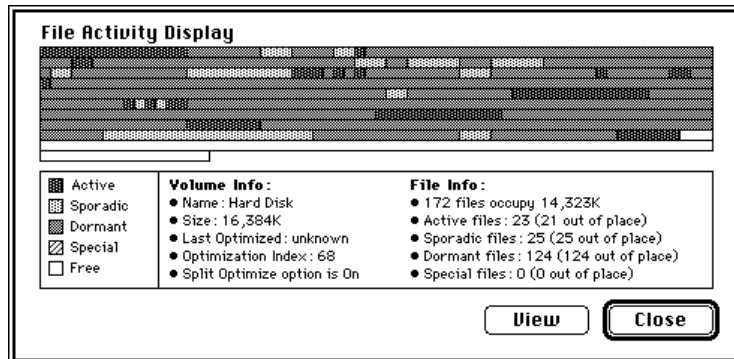 File Activity Display
Active
Sporadic
Dormant
Special
Free
Volume Info:
• Name: Hard Disk
• Size: 16,384K
• Last Optimized: unknown
• Optimization Index: 68
• Split Optimize option is On
File Info:
• 172 files occupy 14,323K
• Active files: 23 (21 out of place)
• Sporadic files: 25 (25 out of place)
• Dormant files: 124 (124 out of place)
• Special files: 0 (0 out of place)
View
Close